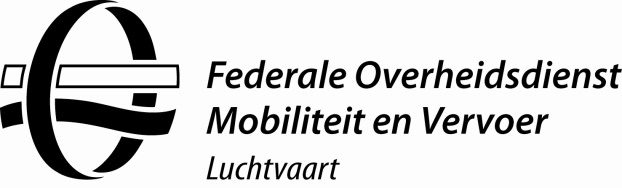 Federale Overheidsdienst
Mobiliteit en Vervoer
Luchtvaart